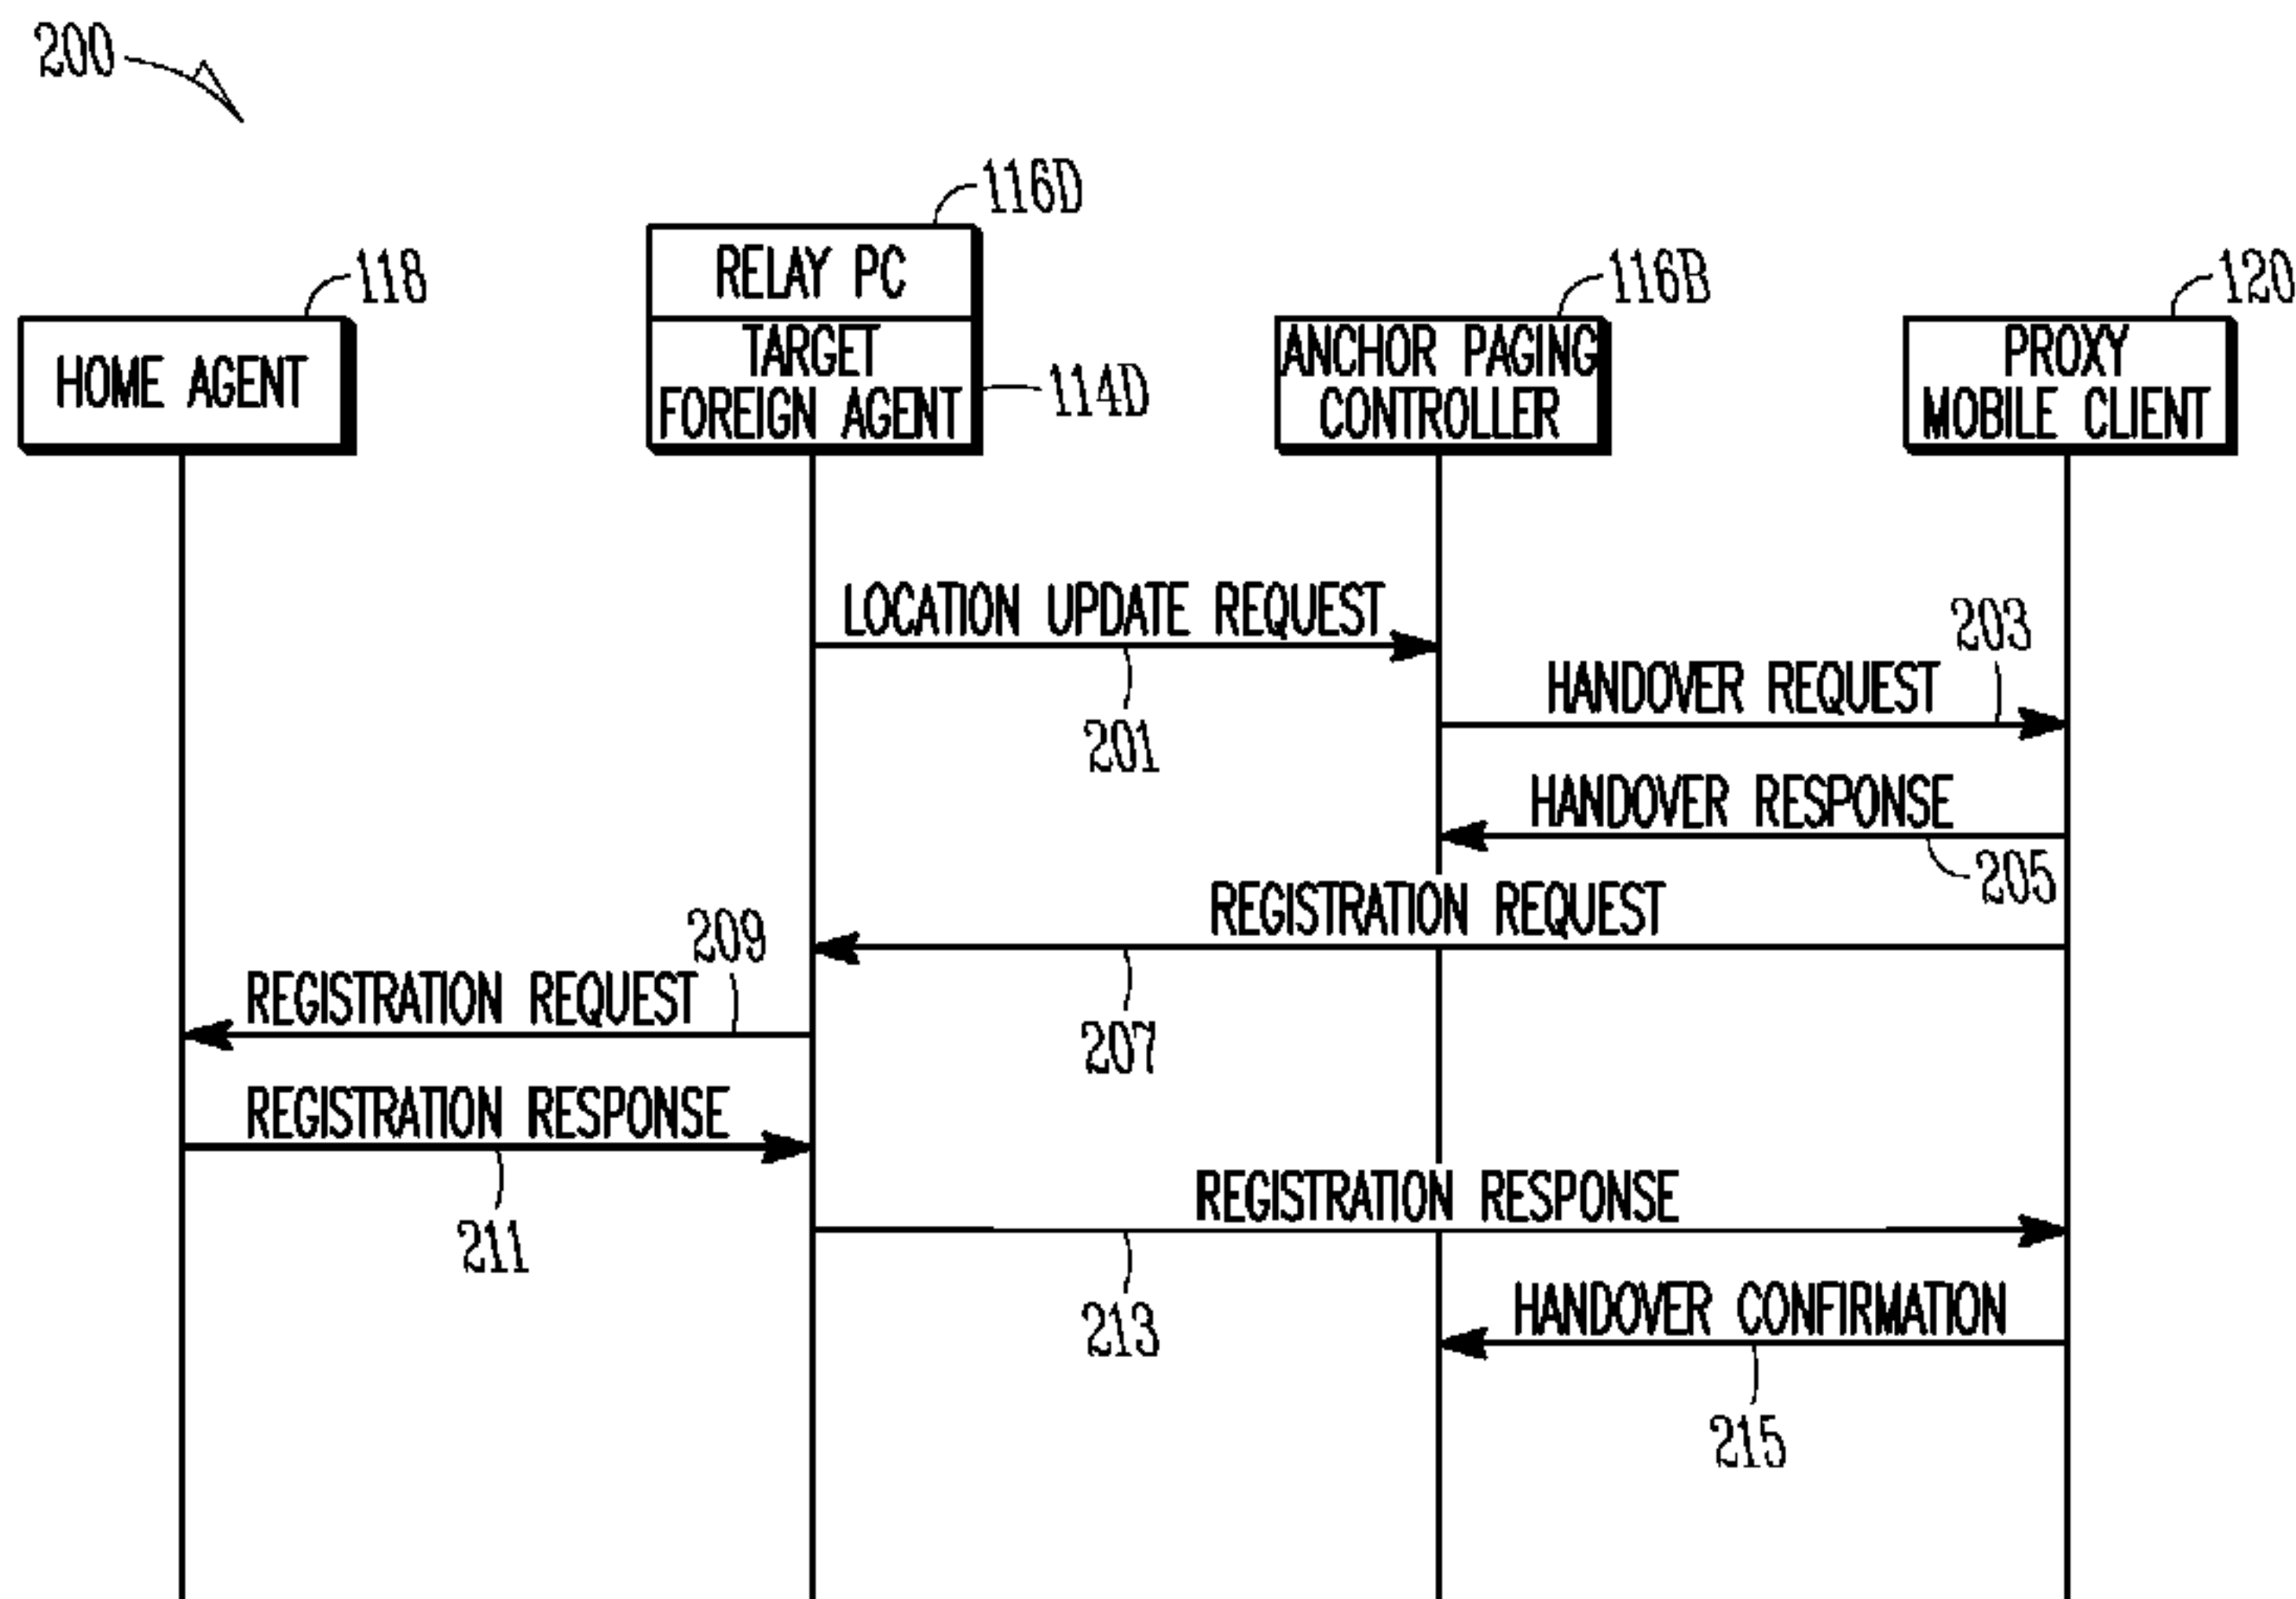 200
116D
118
RELAY PC
116B
120
HOME AGENT
TARGET
FOREIGN AGENT
114D
ANCHOR PAGING
CONTROLLER
PROXY
MOBILE CLIENT
LOCATION UPDATE REQUEST
201
203
HANDOVER REQUEST
HANDOVER RESPONSE
205
REGISTRATION REQUEST
207
209
REGISTRATION REQUEST
REGISTRATION RESPONSE
211
REGISTRATION RESPONSE
213
HANDOVER CONFIRMATION
215